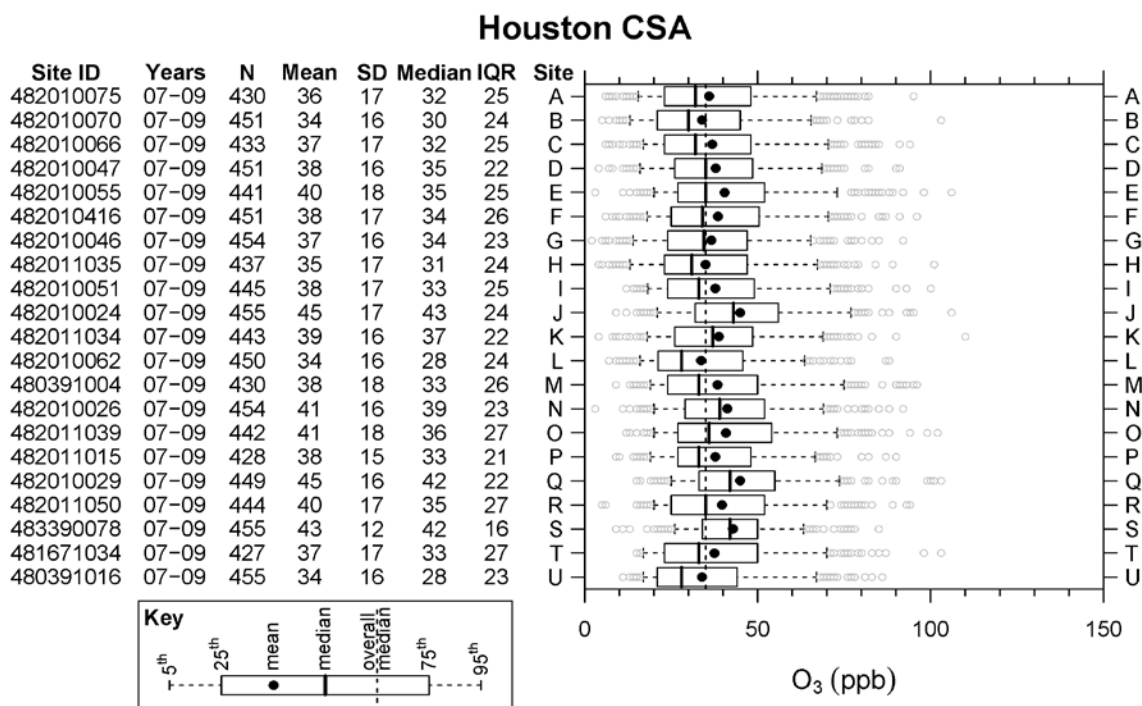 Houston CSA
Site ID Years N Mean SD Median IQR Site
482010075 07−09 430 36 17 32 25 A A
482010070 07−09 451 34 16 30 24 B B
482010066 07−09 433 37 17 32 25 C C
482010047 07−09 451 38 16 35 22 D D
482010055 07−09 441 40 18 35 25 E E
482010416 07−09 451 38 17 34 26 F F
482010046 07−09 454 37 16 34 23 G G
482011035 07−09 437 35 17 31 24 H H
482010051 07−09 445 38 17 33 25 I I
482010024 07−09 455 45 17 43 24 J J
482011034 07−09 443 39 16 37 22 K K
482010062 07−09 450 34 16 28 24 L L
480391004 07−09 430 38 18 33 26 M M
482010026 07−09 454 41 16 39 23 N N
482011039 07−09 442 41 18 36 27 O O
482011015 07−09 428 38 15 33 21 P P
482010029 07−09 449 45 16 42 22 Q Q
482011050 07−09 444 40 17 35 27 R R
483390078 07−09 455 43 12 42 16 S S
481671034 07−09 427 37 17 33 27 T T
480391016 07−09 455 34 16 28 23 U U
0 50 100 150
O₃ (ppb)
Key
5th
25th
mean
median
overall
median
75th
95th